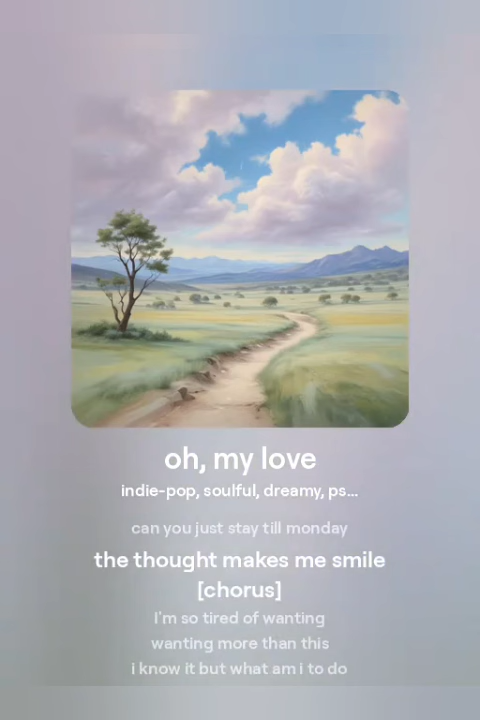 oh, my love
indie-pop, soulful, dreamy, ps...
can you just stay till monday
the thought makes me smile
[chorus]
I'm so tired of wanting
wanting more than this
i know it but what am i to do